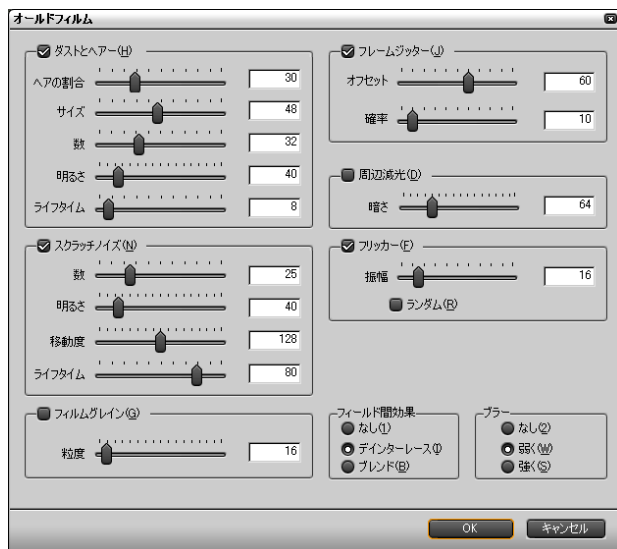 オールドフィルム
ダストとヘアー(H)
ヘアの割合 30
サイズ 48
数 32
明るさ 40
ライフタイム 8
スクラッチノイズ(N)
数 25
明るさ 40
移動度 128
ライフタイム 80
フィルムグレイン(G)
粒度 16
フレームジッター(J)
オフセット 60
確率 10
周辺減光(D)
暗さ 64
フリッカー(F)
振幅 16
ランダム(R)
フィールド間効果
なし(1)
デインターレース(I
ブレンド(B)
ブラー
なし(2)
弱く(W)
強く(S)
OK キャンセル